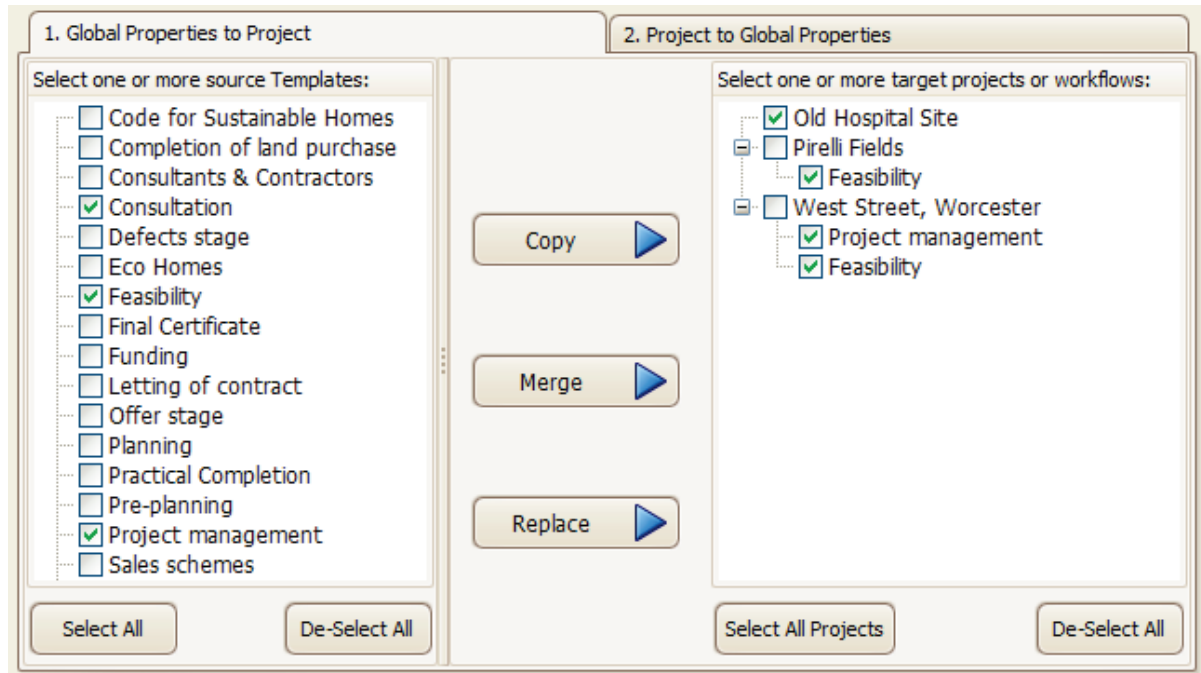 1. Global Properties to Project
2. Project to Global Properties
Select one or more source Templates:
Code for Sustainable Homes
Completion of land purchase
Consultants & Contractors
Consultation
Defects stage
Eco Homes
Feasibility
Final Certificate
Funding
Letting of contract
Offer stage
Planning
Practical Completion
Pre-planning
Project management
Sales schemes
Select All
De-Select All
Copy
Merge
Replace
Select one or more target projects or workflows:
Old Hospital Site
Pirelli Fields
Feasibility
West Street, Worcester
Project management
Feasibility
Select All Projects
De-Select All